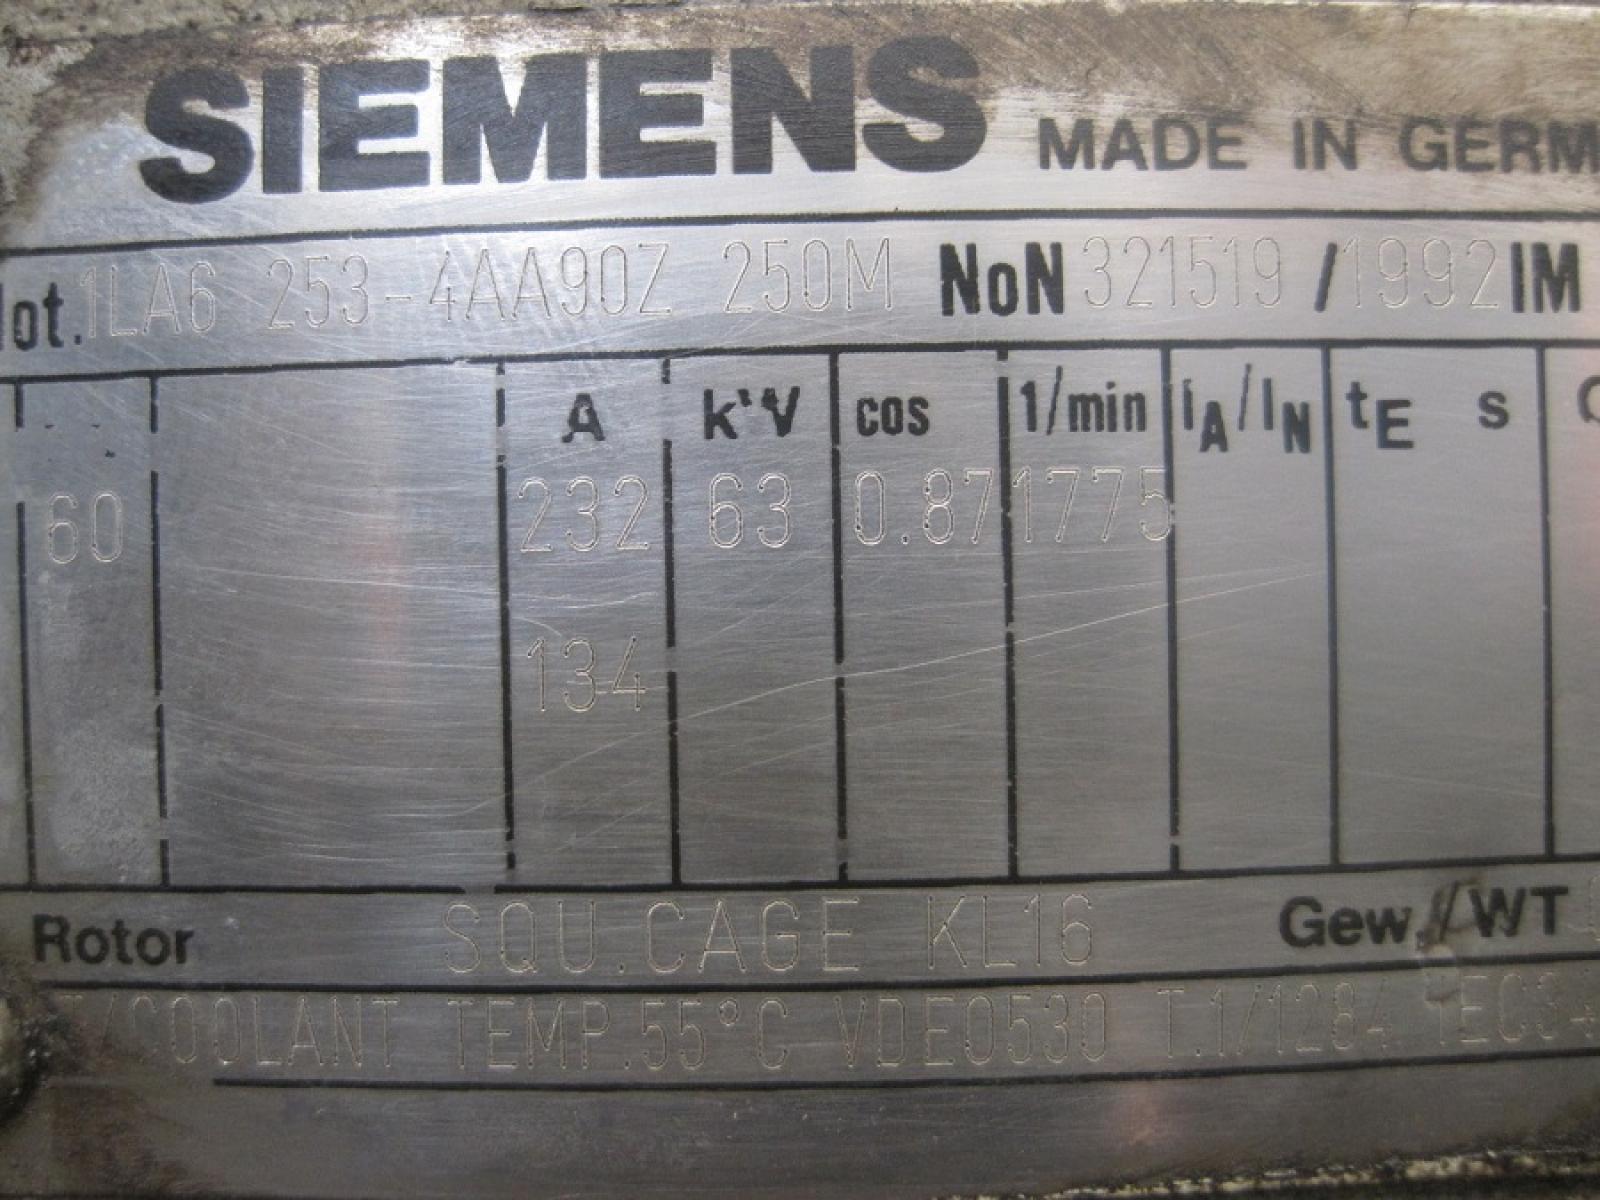 SIEMENS MADE IN GERM
ot. 1LA6 253-4AA90Z 250M NoN 321519 / 1992 IM
A kW cos 1/min IA/IN tE s
60 232 63 0.87 1775
134
Rotor SQU.CAGE KL16 Gew./WT
/COOLANT TEMP.55°C VDE0530 T.1/1284 IEC34